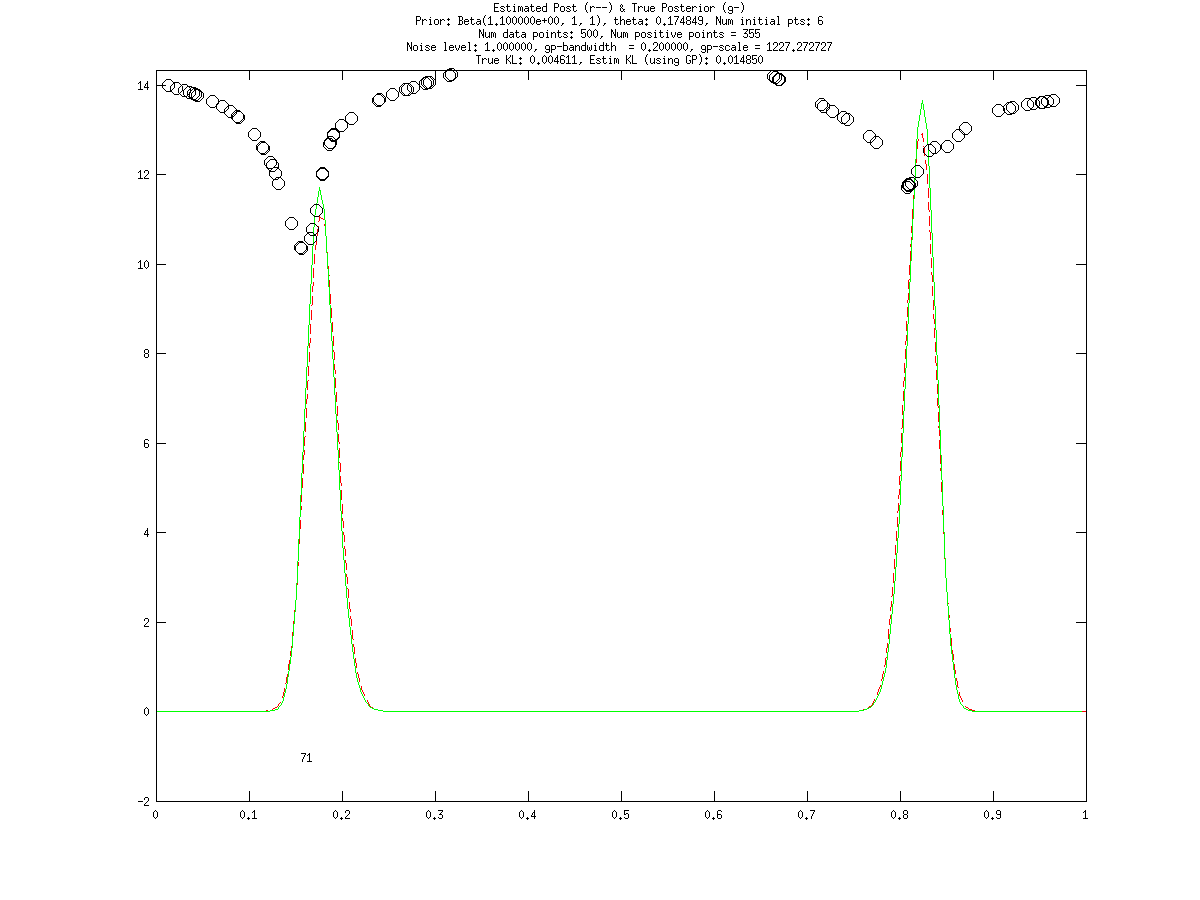 Estimated Post (r--) & True Posterior (g-)
Prior: Beta(1.100000e+00, 1, 1), theta: 0.174849, Num initial pts: 6
Num data points: 500, Num positive points = 355
Noise level: 1.000000, gp-bandwidth = 0.200000, gp-scale = 1227.272727
True KL: 0.004611, Estim KL (using GP): 0.014850
14
12
10
8
6
4
2
0
71
-2
0 0.1 0.2 0.3 0.4 0.5 0.6 0.7 0.8 0.9 1